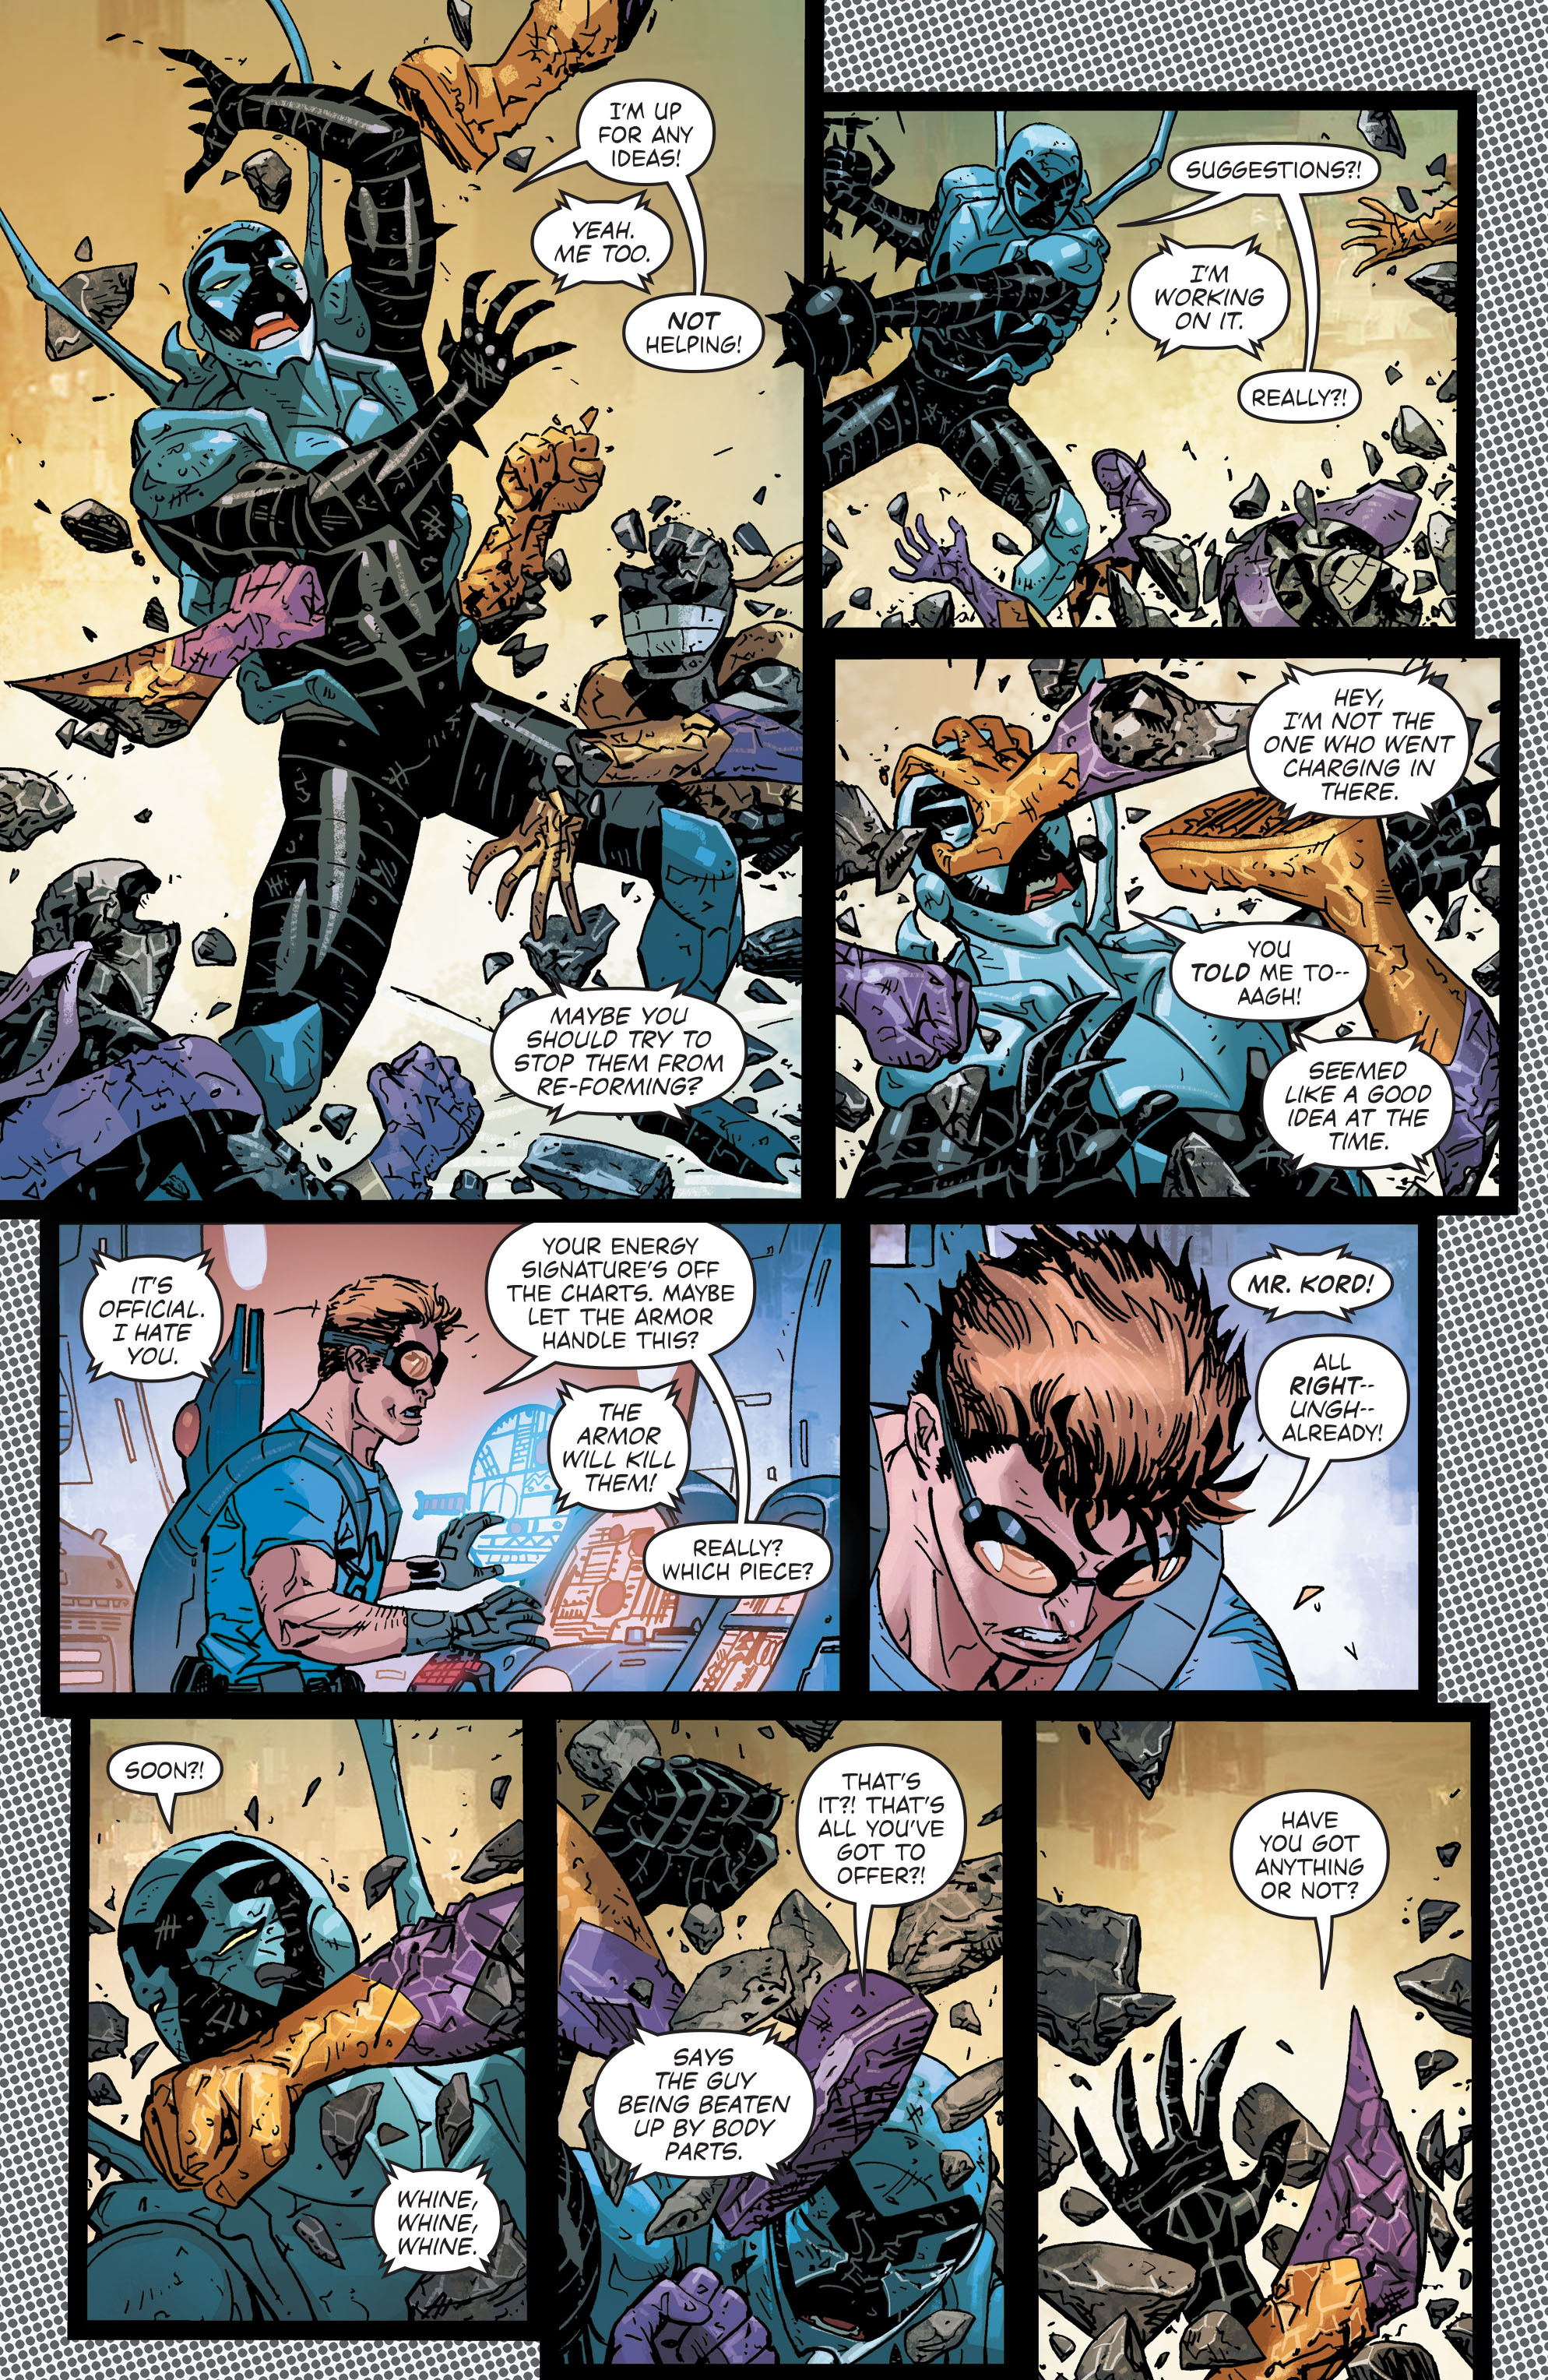 I'M UP
FOR ANY
IDEAS!
YEAH.
ME TOO.
NOT
HELPING!
MAYBE YOU
SHOULD TRY TO
STOP THEM FROM
RE-FORMING?
SUGGESTIONS?!
I'M
WORKING
ON IT.
REALLY?!
HEY,
I'M NOT THE
ONE WHO WENT
CHARGING IN
THERE.
YOU
TOLD ME TO--
AAGH!
SEEMED
LIKE A GOOD
IDEA AT THE
TIME.
IT'S
OFFICIAL.
I HATE
YOU.
YOUR ENERGY
SIGNATURE'S OFF
THE CHARTS. MAYBE
LET THE ARMOR
HANDLE THIS?
THE
ARMOR
WILL KILL
THEM!
REALLY?
WHICH PIECE?
MR. KORD!
ALL
RIGHT--
UNGH--
ALREADY!
SOON?!
WHINE,
WHINE,
WHINE.
THAT'S
IT?! THAT'S
ALL YOU'VE
GOT TO
OFFER?!
SAYS
THE GUY
BEING BEATEN
UP BY BODY
PARTS.
HAVE
YOU GOT
ANYTHING
OR NOT?